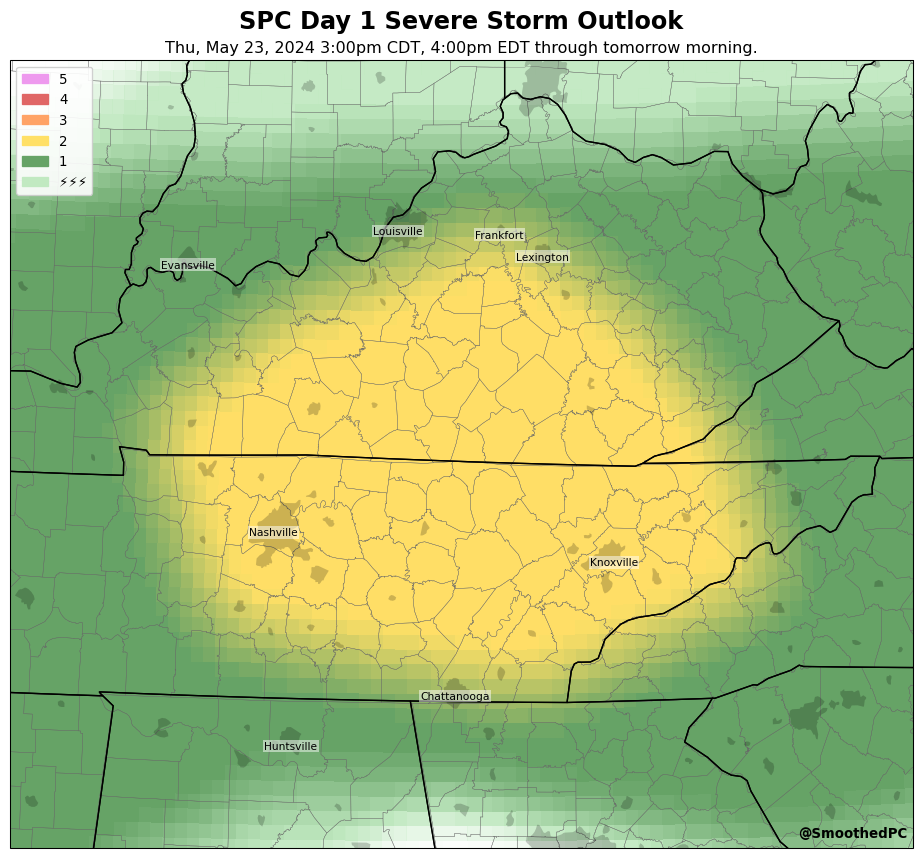 SPC Day 1 Severe Storm Outlook
Thu, May 23, 2024 3:00pm CDT, 4:00pm EDT through tomorrow morning.
5
4
3
2
1
⚡⚡⚡
Louisville
Frankfort
Lexington
Evansville
Nashville
Knoxville
Chattanooga
Huntsville
@SmoothedPC